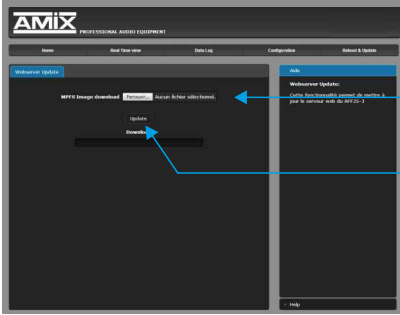 AMIX
PROFESSIONAL AUDIO EQUIPMENT
Home Real Time view Data Log Configuration Reboot & Update
Webserver Update
MPFS Image download Parcourir... Aucun fichier sélectionné.
Update
Download
Aide
Webserver Update:
Cette fonctionnalité permet de mettre à
jour le serveur web du AFF25-3
Help